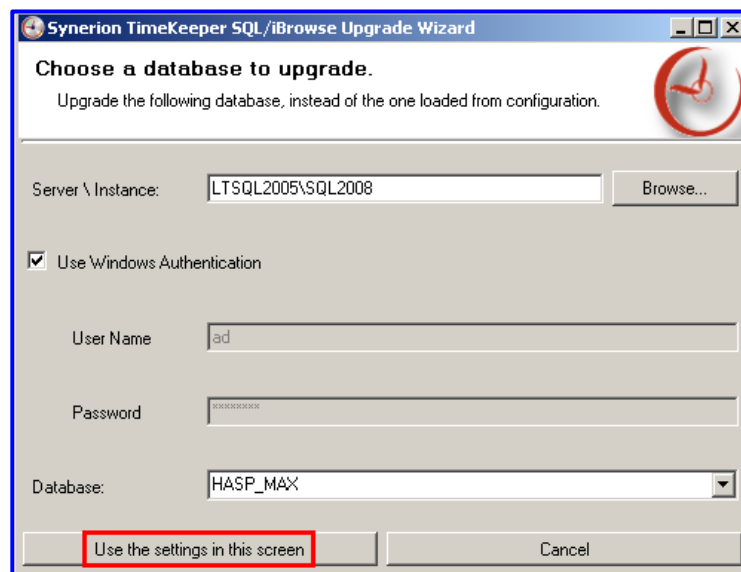 Synerion TimeKeeper SQL/iBrowse Upgrade Wizard
Choose a database to upgrade.
Upgrade the following database, instead of the one loaded from configuration.
Server \ Instance: LTSQL2005\SQL2008 Browse...
Use Windows Authentication
User Name ad
Password ××××××××
Database: HASP_MAX
Use the settings in this screen Cancel